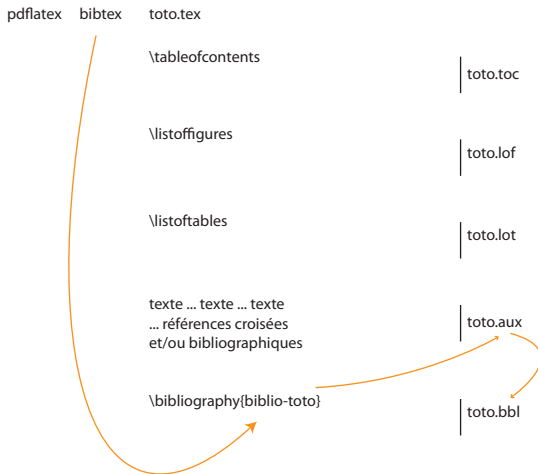 pdflatex bibtex toto.tex
\tableofcontents
toto.toc
\listoffigures
toto.lof
\listoftables
toto.lot
texte ... texte ... texte
... références croisées
et/ou bibliographiques
toto.aux
\bibliography{biblio-toto}
toto.bbl